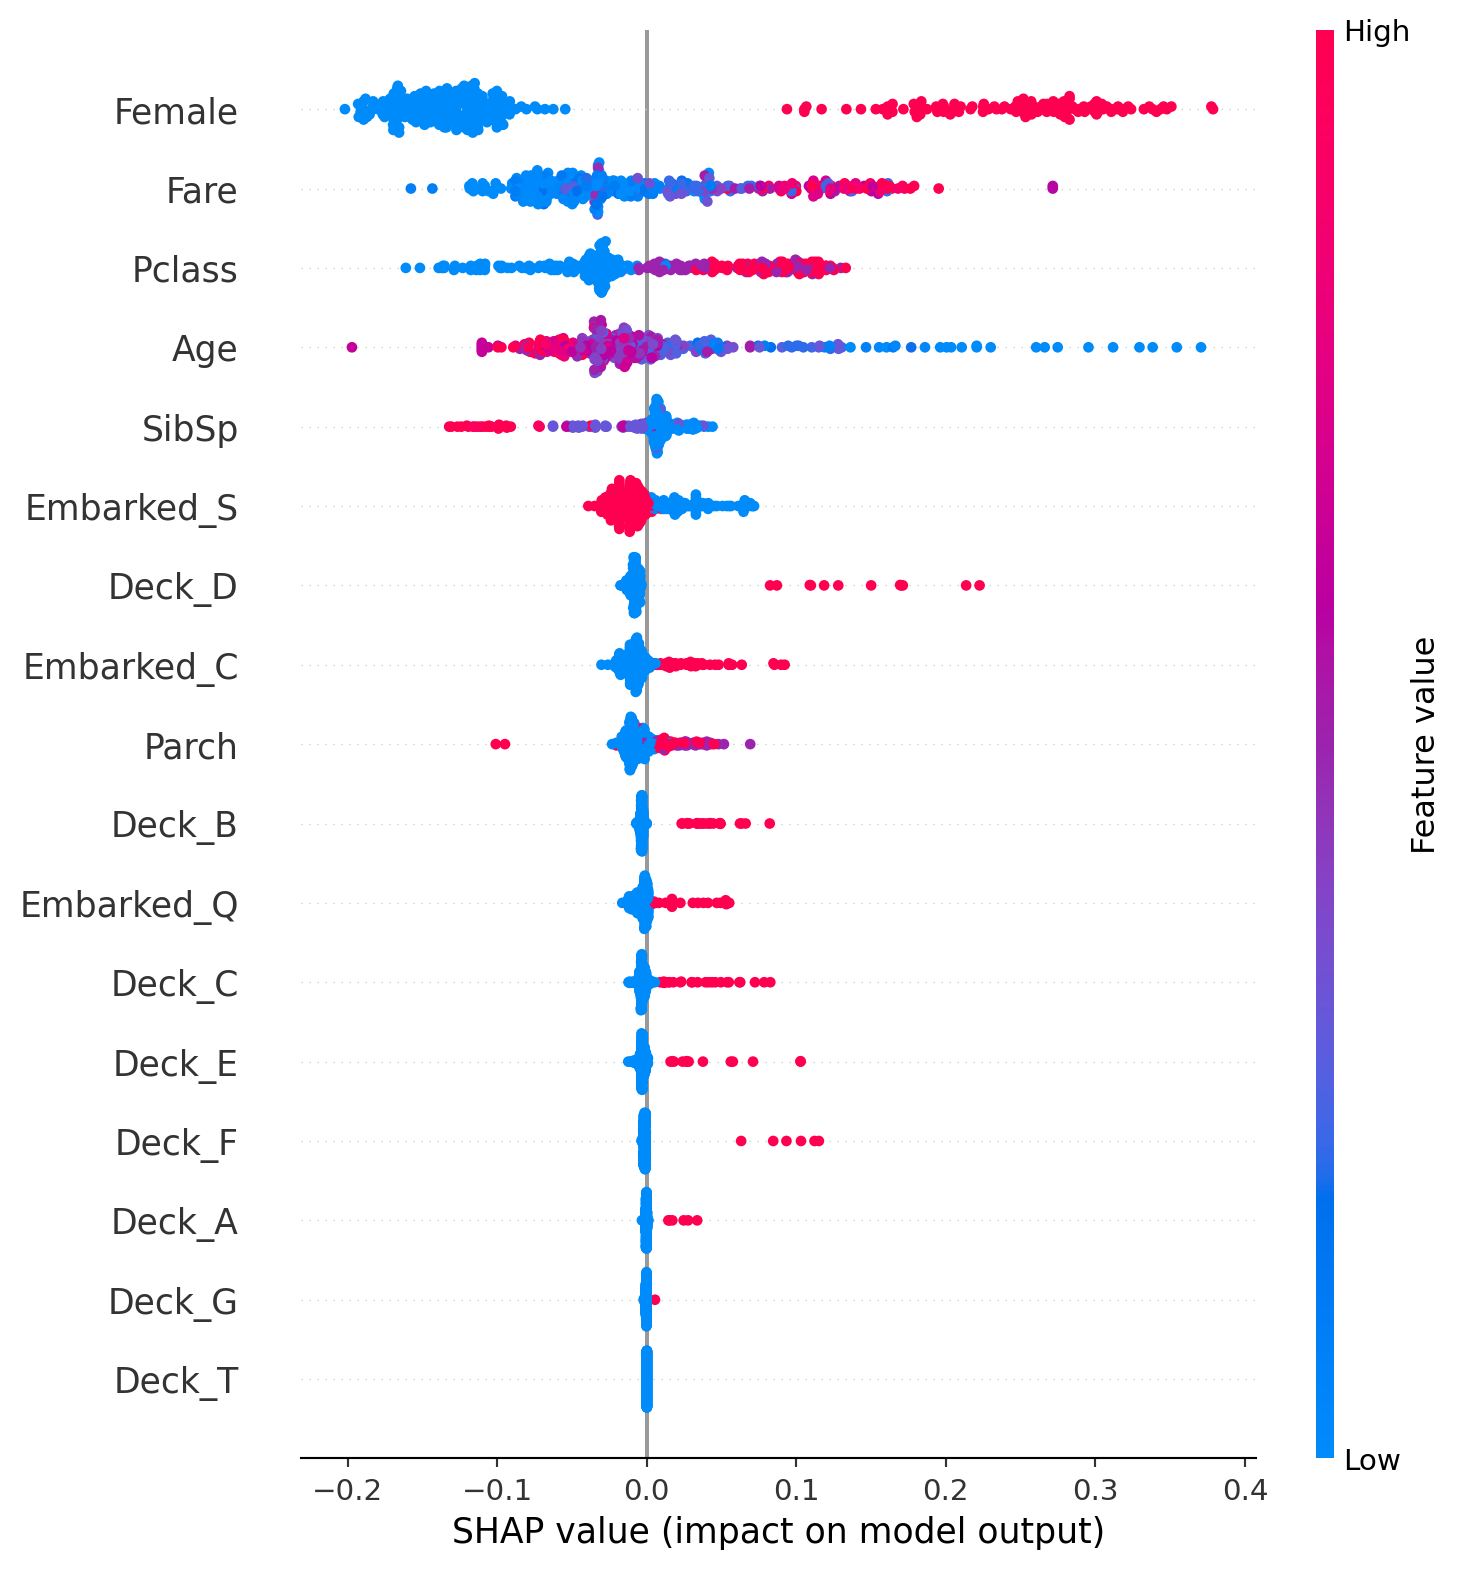 High
Female
Fare
Pclass
Age
SibSp
Embarked_S
Deck_D
Embarked_C
Parch
Deck_B
Embarked_Q
Deck_C
Deck_E
Deck_F
Deck_A
Deck_G
Deck_T
Feature value
Low
−0.2 −0.1 0.0 0.1 0.2 0.3 0.4
SHAP value (impact on model output)